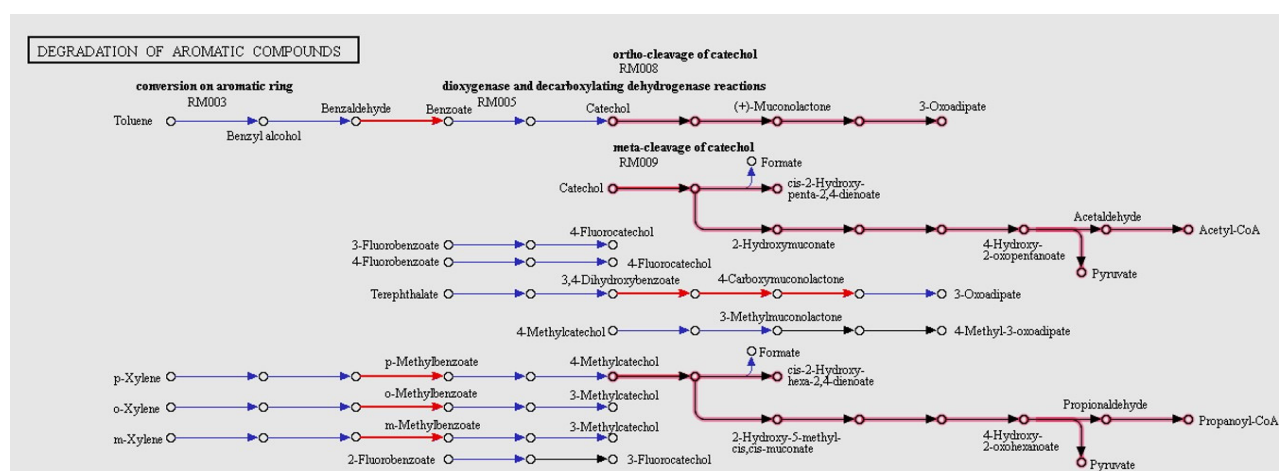 DEGRADATION OF AROMATIC COMPOUNDS
ortho-cleavage of catechol
RM008
conversion on aromatic ring
dioxygenase and decarboxylating dehydrogenase reactions
RM003
Benzaldehyde
Benzoate
RM005
Catechol
(+)-Muconolactone
3-Oxoadipate
Toluene
Benzyl alcohol
meta-cleavage of catechol
RM009
Formate
Catechol
cis-2-Hydroxy-
penta-2,4-dienoate
Acetaldehyde
4-Fluorocatechol
Acetyl-CoA
3-Fluorobenzoate
2-Hydroxymuconate
4-Hydroxy-
2-oxopentanoate
4-Fluorobenzoate
4-Fluorocatechol
Pyruvate
3,4-Dihydroxybenzoate
4-Carboxymuconolactone
Terephthalate
3-Oxoadipate
3-Methylmuconolactone
4-Methylcatechol
4-Methyl-3-oxoadipate
p-Methylbenzoate
4-Methylcatechol
Formate
p-Xylene
cis-2-Hydroxy-
hexa-2,4-dienoate
o-Methylbenzoate
3-Methylcatechol
o-Xylene
Propionaldehyde
Propanoyl-CoA
m-Methylbenzoate
3-Methylcatechol
m-Xylene
2-Hydroxy-5-methyl-
cis,cis-muconate
4-Hydroxy-
2-oxohexanoate
2-Fluorobenzoate
3-Fluorocatechol
Pyruvate